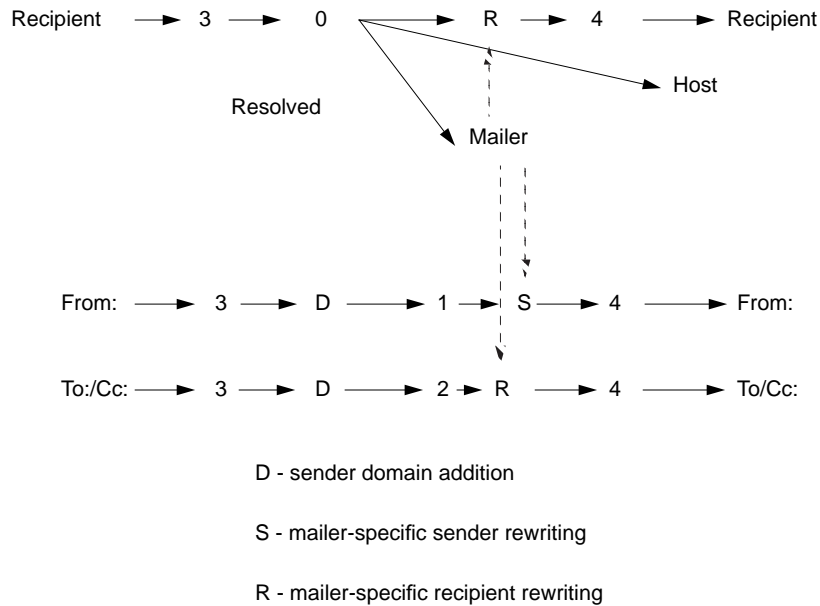 Recipient 3 0 R 4 Recipient
Host
Resolved
Mailer
From: 3 D 1 S 4 From:
To:/Cc: 3 D 2 R 4 To/Cc:
D - sender domain addition
S - mailer-specific sender rewriting
R - mailer-specific recipient rewriting